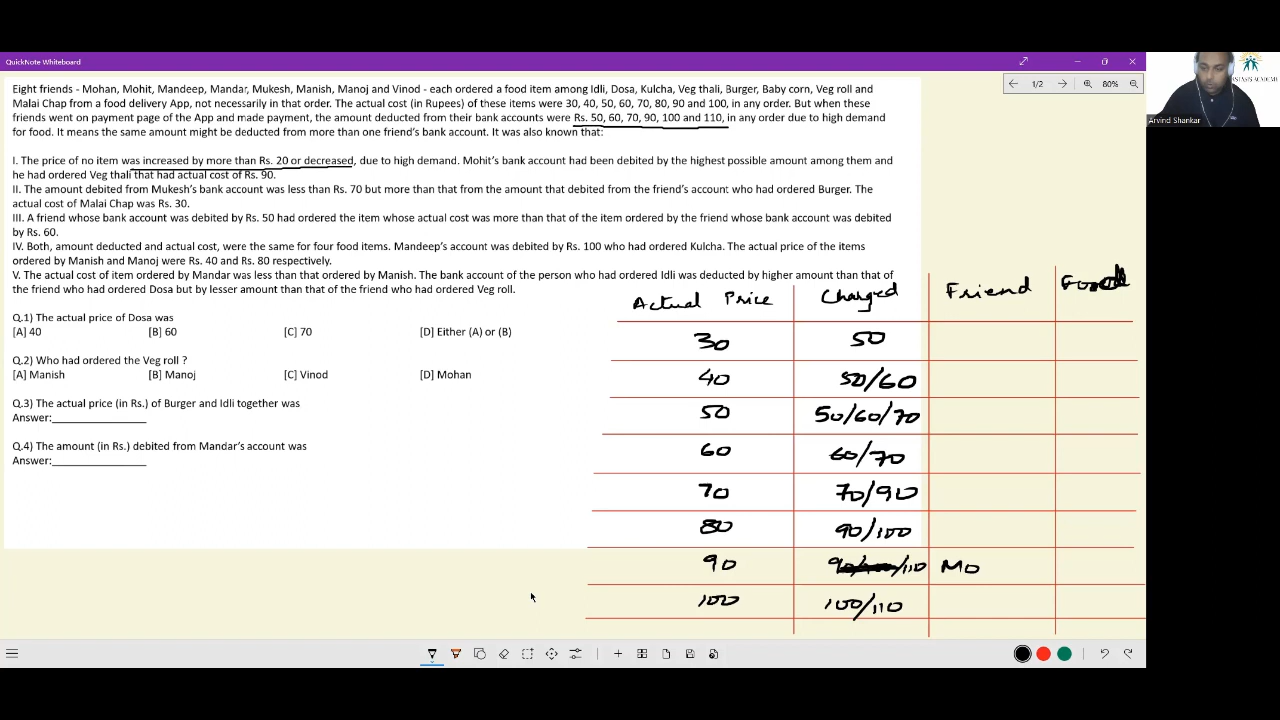 QuickNote Whiteboard
1/2
80%
Eight friends - Mohan, Mohit, Mandeep, Mandar, Mukesh, Manish, Manoj and Vinod - each ordered a food item among Idli, Dosa, Kulcha, Veg thali, Burger, Baby corn, Veg roll and
Malai Chap from a food delivery App, not necessarily in that order. The actual cost (in Rupees) of these items were 30, 40, 50, 60, 70, 80, 90 and 100, in any order. But when these
friends went on payment page of the App and made payment, the amount deducted from their bank accounts were Rs. 50, 60, 70, 90, 100 and 110, in any order due to high demand
for food. It means the same amount might be deducted from more than one friend's bank account. It was also known that:
I. The price of no item was increased by more than Rs. 20 or decreased, due to high demand. Mohit's bank account had been debited by the highest possible amount among them and
he had ordered Veg thali that had actual cost of Rs. 90.
II. The amount debited from Mukesh's bank account was less than Rs. 70 but more than that from the amount that debited from the friend's account who had ordered Burger. The
actual cost of Malai Chap was Rs. 30.
III. A friend whose bank account was debited by Rs. 50 had ordered the item whose actual cost was more than that of the item ordered by the friend whose bank account was debited
by Rs. 60.
IV. Both, amount deducted and actual cost, were the same for four food items. Mandeep's account was debited by Rs. 100 who had ordered Kulcha. The actual price of the items
ordered by Manish and Manoj were Rs. 40 and Rs. 80 respectively.
V. The actual cost of item ordered by Mandar was less than that ordered by Manish. The bank account of the person who had ordered Idli was deducted by higher amount than that of
the friend who had ordered Dosa but by lesser amount than that of the friend who had ordered Veg roll.
Q.1) The actual price of Dosa was
[A] 40 [B] 60 [C] 70 [D] Either (A) or (B)
Q.2) Who had ordered the Veg roll ?
[A] Manish [B] Manoj [C] Vinod [D] Mohan
Q.3) The actual price (in Rs.) of Burger and Idli together was
Answer:____________________
Q.4) The amount (in Rs.) debited from Mandar's account was
Answer:____________________
Actual Price Charged Friend Food
30 50
40 50/60
50 50/60/70
60 60/70
70 70/90
80 90/100
90 /110 Mo
100 100/110
Arvind Shankar